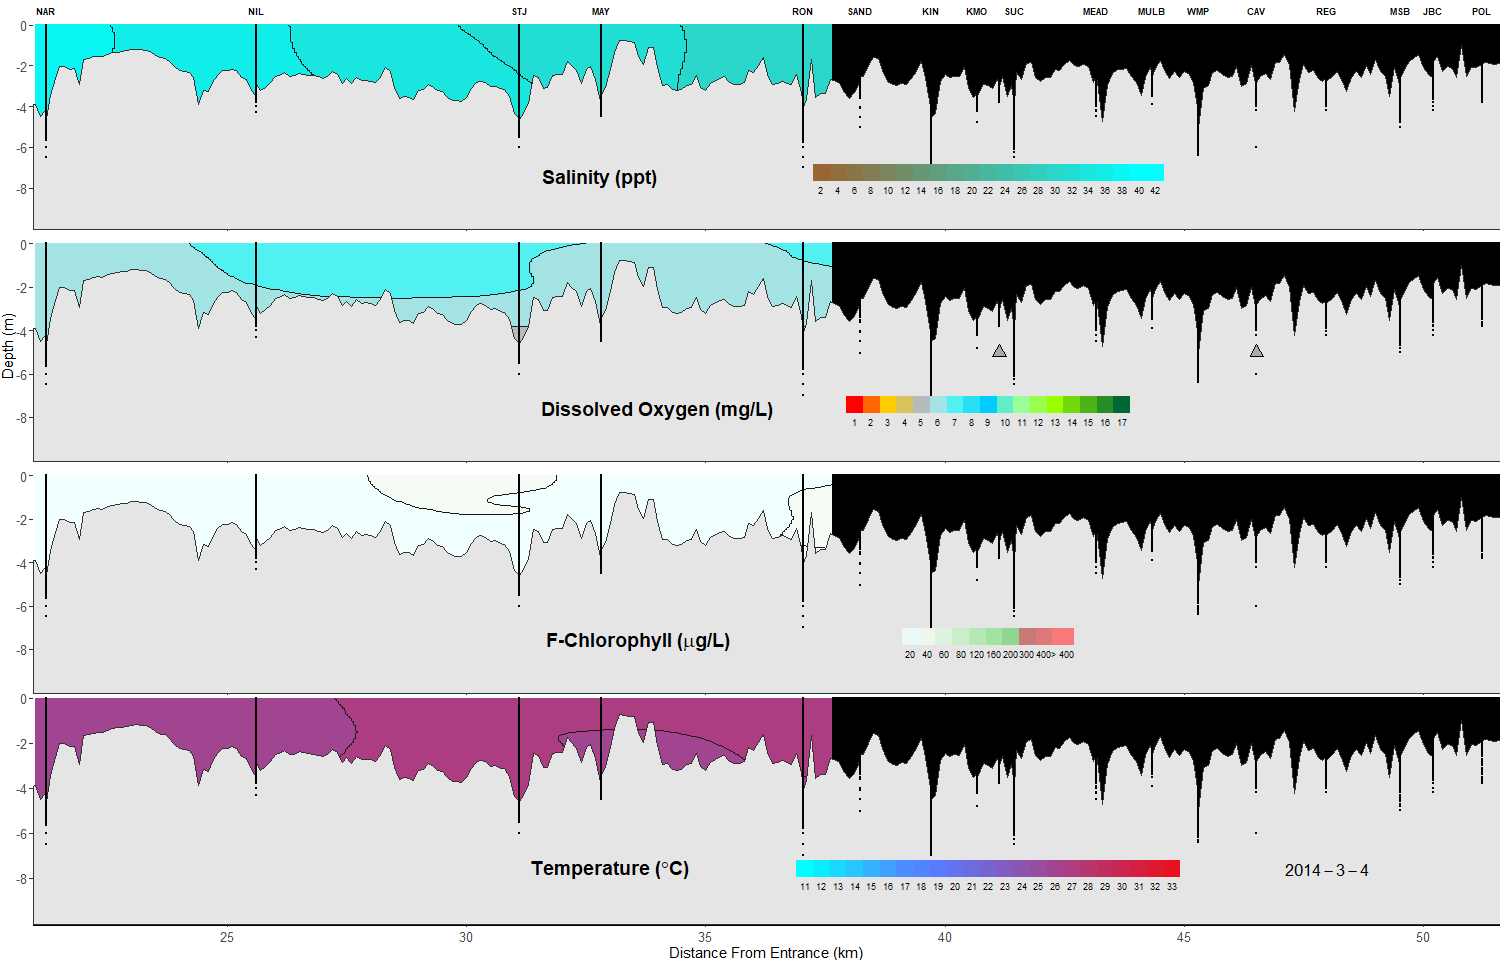 NAR NIL STJ MAY RON SAND KIN KMO SUC MEAD MULB WMP CAV REG MSB JBC POL
0
-2
-4
-6
-8
Salinity (ppt)
2 4 6 8 10 12 14 16 18 20 22 24 26 28 30 32 34 36 38 40 42
0
-2
-4
-6
-8
Depth (m)
Dissolved Oxygen (mg/L)
1 2 3 4 5 6 7 8 9 10 11 12 13 14 15 16 17
0
-2
-4
-6
-8
F-Chlorophyll (μg/L)
20 40 60 80 120 160 200 300 400 > 400
0
-2
-4
-6
-8
Temperature (°C)
11 12 13 14 15 16 17 18 19 20 21 22 23 24 25 26 27 28 29 30 31 32 33
2014 – 3 – 4
25 30 35 40 45 50
Distance From Entrance (km)